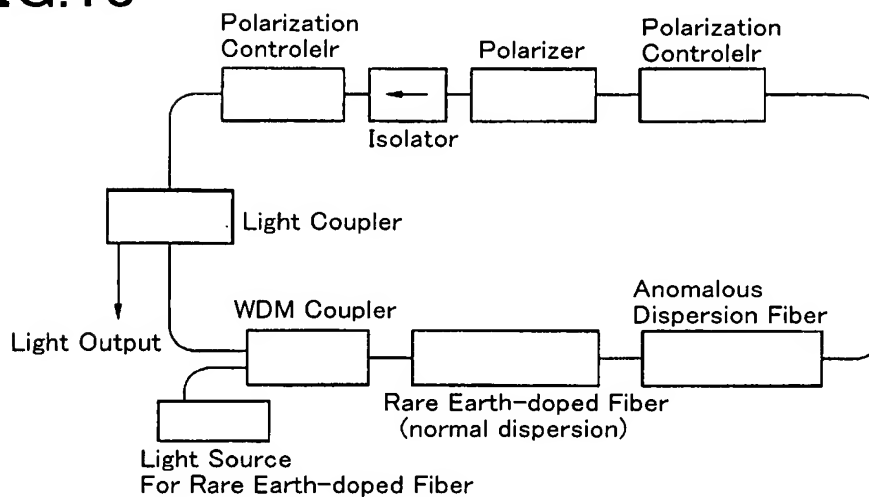 Polarization
Controlelr
Polarizer
Polarization
Controlelr
Isolator
Light Coupler
Light Output
WDM Coupler
Anomalous
Dispersion Fiber
Rare Earth-doped Fiber
(normal dispersion)
Light Source
For Rare Earth-doped Fiber